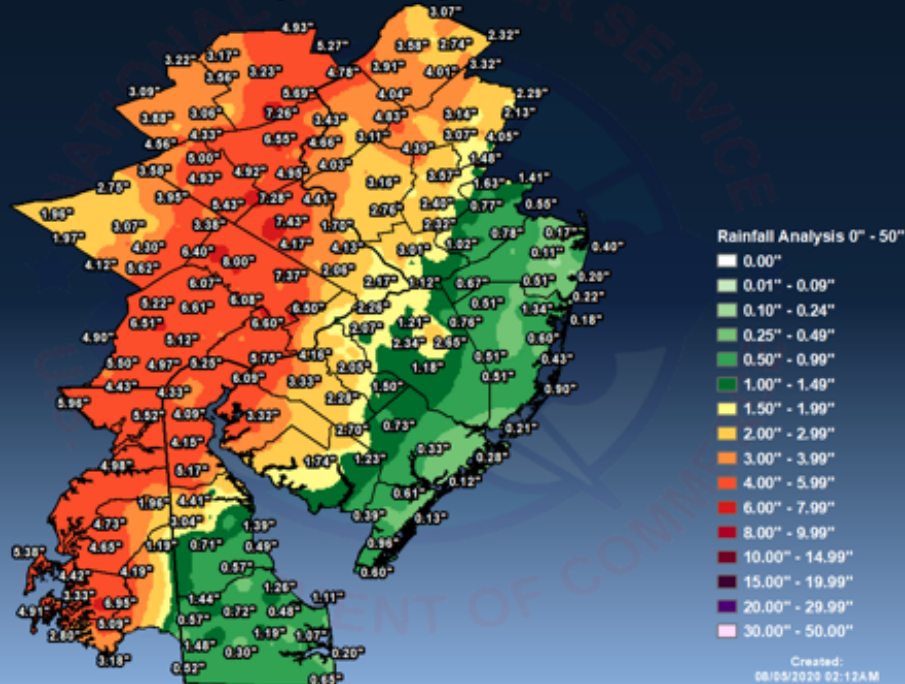 3.07"
4.93"
2.32"
5.27"
3.58" 2.74"
3.22" 3.17"
3.56" 3.23" 4.78" 3.91" 4.01" 3.32"
3.09" 5.69" 4.04" 2.29"
3.88" 3.06" 7.26" 3.43" 4.83" 3.14" 2.13"
4.56" 4.33" 6.55" 4.66" 3.11" 4.39" 3.07" 4.05"
5.00" 1.48"
3.58" 4.93" 4.92" 4.95" 4.03" 3.16" 3.57" 1.63" 1.41"
2.75" 3.95" 5.43" 7.28" 4.41" 2.76" 2.40" 0.77" 0.55"
1.96" 3.07" 3.38" 7.43" 1.70" 2.32" 0.78" 0.17"
1.97" 4.30" 6.40" 4.17" 4.13" 3.01" 1.02" 0.11" 0.40"
4.12" 5.62" 8.00" 7.37" 2.06"
6.07" 2.17" 1.12" 0.67" 0.51" 0.20"
5.22" 6.61" 6.08" 6.50" 2.26" 0.51" 1.34" 0.22"
6.51" 6.60" 2.07" 1.21" 0.76" 0.18"
4.90" 5.12" 2.34" 2.65" 0.60"
5.50" 4.97" 5.25" 5.75" 4.16" 2.05" 1.18" 0.51" 0.43"
4.43" 4.33" 6.09" 3.33" 1.50" 0.51" 0.90"
5.96" 5.52" 4.09" 3.32" 2.28" 0.73" 0.21"
4.15" 2.70" 0.33"
4.98" 5.17" 1.74" 1.23" 0.28"
1.96" 4.41" 0.61" 0.12"
4.73" 3.04" 1.39" 0.39" 0.13"
5.38" 4.65" 1.19" 0.71" 0.49" 0.96"
4.42" 4.19" 0.57" 0.60"
3.33" 6.95" 1.44" 1.26" 1.11"
4.91" 5.09" 0.57" 0.72" 0.48"
2.80" 1.48" 1.19" 1.07"
3.18" 0.52" 0.30" 0.20"
0.65"
Rainfall Analysis 0" - 50"
0.00"
0.01" - 0.09"
0.10" - 0.24"
0.25" - 0.49"
0.50" - 0.99"
1.00" - 1.49"
1.50" - 1.99"
2.00" - 2.99"
3.00" - 3.99"
4.00" - 5.99"
6.00" - 7.99"
8.00" - 9.99"
10.00" - 14.99"
15.00" - 19.99"
20.00" - 29.99"
30.00" - 50.00"
Created:
08/05/2020 02:12AM